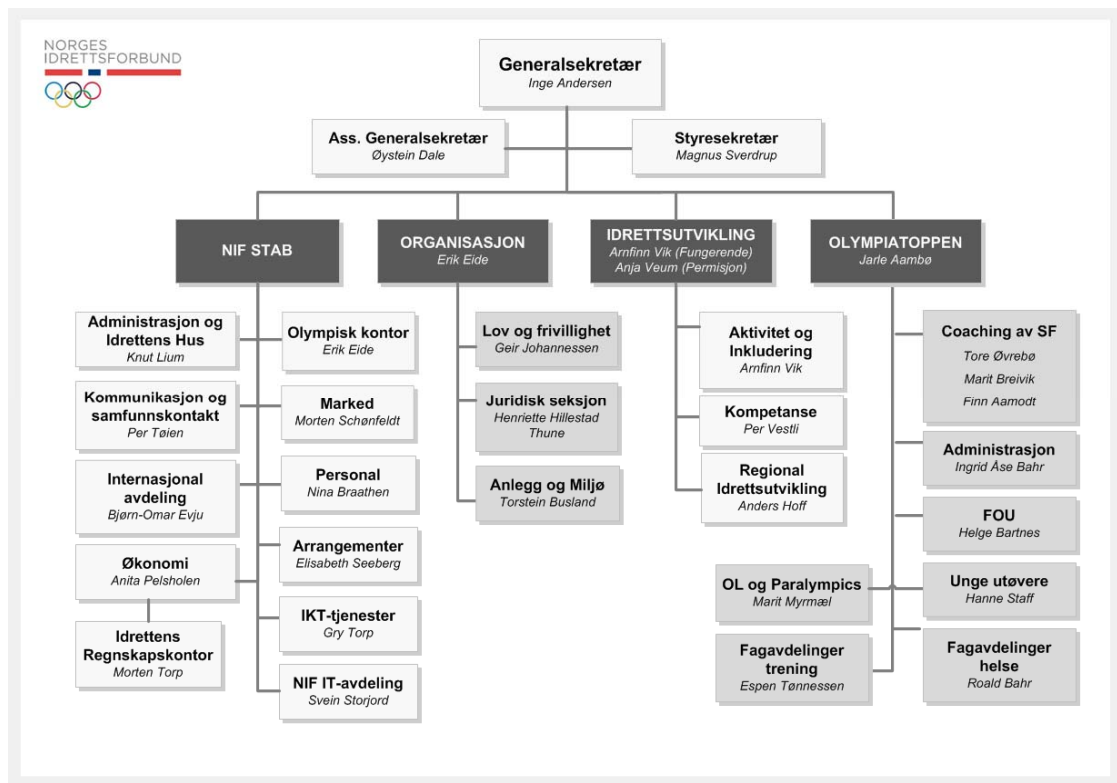 NORGES
IDRETTSFORBUND
Generalsekretær
Inge Andersen
Ass. Generalsekretær
Øystein Dale
Styresekretær
Magnus Sverdrup
NIF STAB
ORGANISASJON
Erik Eide
IDRETTSUTVIKLING
Arnfinn Vik (Fungerende)
Anja Veum (Permisjon)
OLYMPIATOPPEN
Jarle Aambø
Administrasjon og
Idrettens Hus
Knut Lium
Olympisk kontor
Erik Eide
Kommunikasjon og
samfunnskontakt
Per Tøien
Marked
Morten Schønfeldt
Internasjonal
avdeling
Bjørn-Omar Evju
Personal
Nina Braathen
Økonomi
Anita Pelsholen
Arrangementer
Elisabeth Seeberg
Idrettens
Regnskapskontor
Morten Torp
IKT-tjenester
Gry Torp
NIF IT-avdeling
Svein Storjord
Lov og frivillighet
Geir Johannessen
Juridisk seksjon
Henriette Hillestad
Thune
Anlegg og Miljø
Torstein Busland
Aktivitet og
Inkludering
Arnfinn Vik
Kompetanse
Per Vestli
Regional
Idrettsutvikling
Anders Hoff
Coaching av SF
Tore Øvrebø
Marit Breivik
Finn Aamodt
Administrasjon
Ingrid Åse Bahr
FOU
Helge Bartnes
OL og Paralympics
Marit Myrmæl
Unge utøvere
Hanne Staff
Fagavdelinger
trening
Espen Tønnessen
Fagavdelinger
helse
Roald Bahr